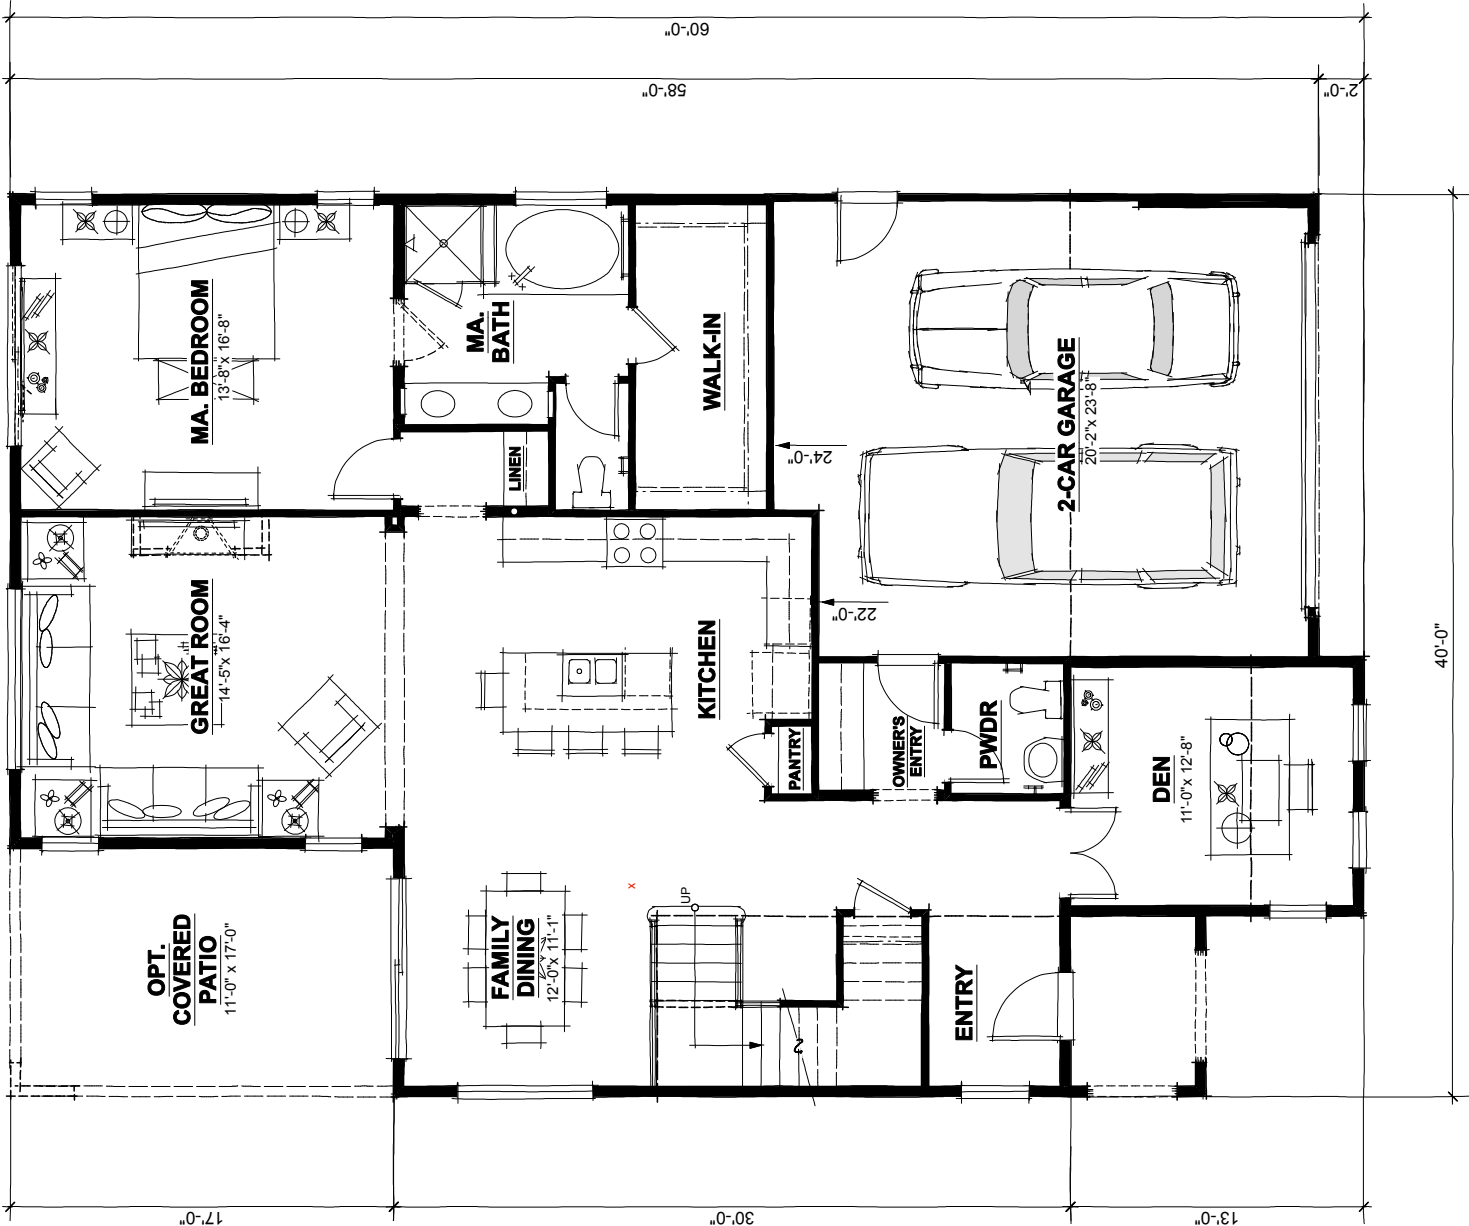 60'-0"
58'-0"
2'-0"
MA. BEDROOM
13'-8"x 16'-8"
MA.
BATH
WALK-IN
LINEN
2-CAR GARAGE
20'-2"x 23'-8"
24'-0"
22'-0"
GREAT ROOM
14'-5"x 16'-4"
KITCHEN
PANTRY
OWNER'S
ENTRY
PWDR
DEN
11'-0"x 12'-8"
40'-0"
OPT.
COVERED
PATIO
11'-0" x 17'-0"
FAMILY
DINING
12'-0"x 11'-1"
x
UP
ENTRY
17'-0"
30'-0"
13'-0"